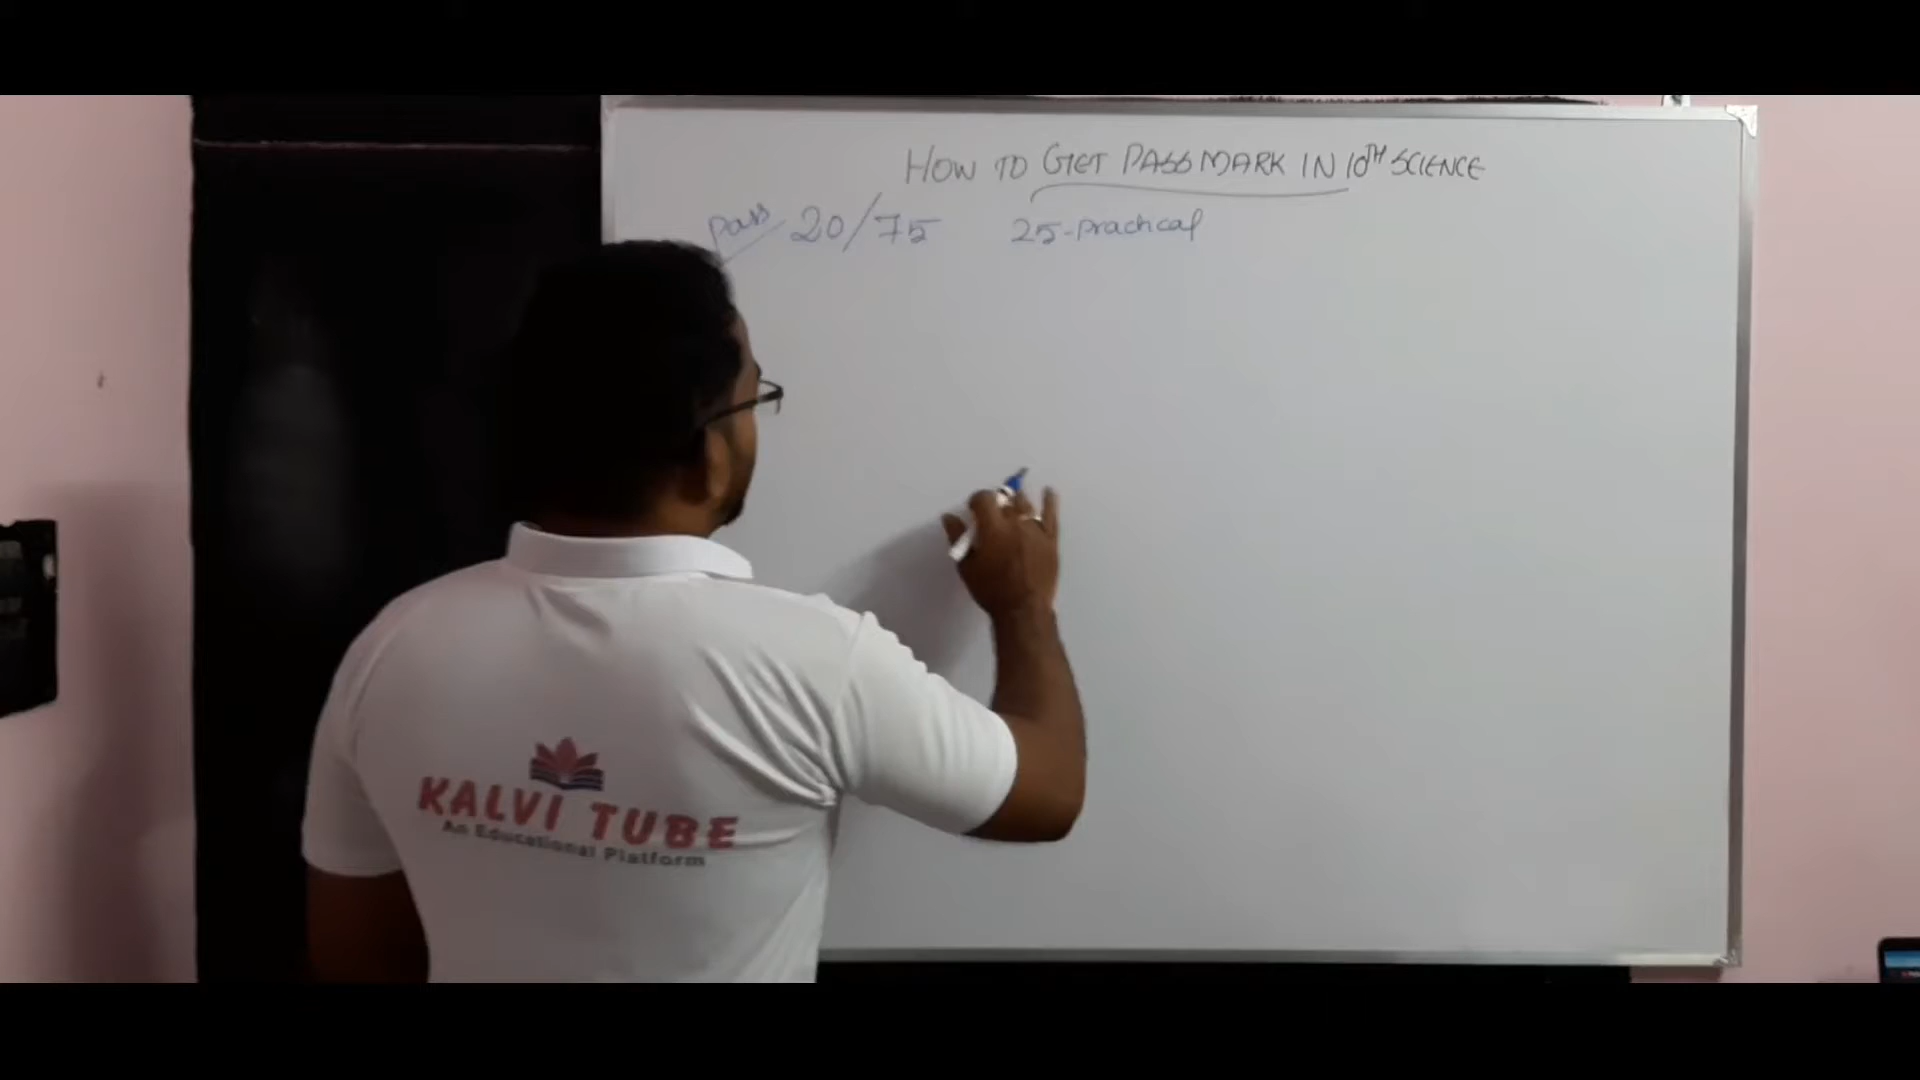 HOW TO GET PASS MARK IN 10TH SCIENCE
Pass 20/75 25-Practical
KALVI TUBE
An Educational Platform